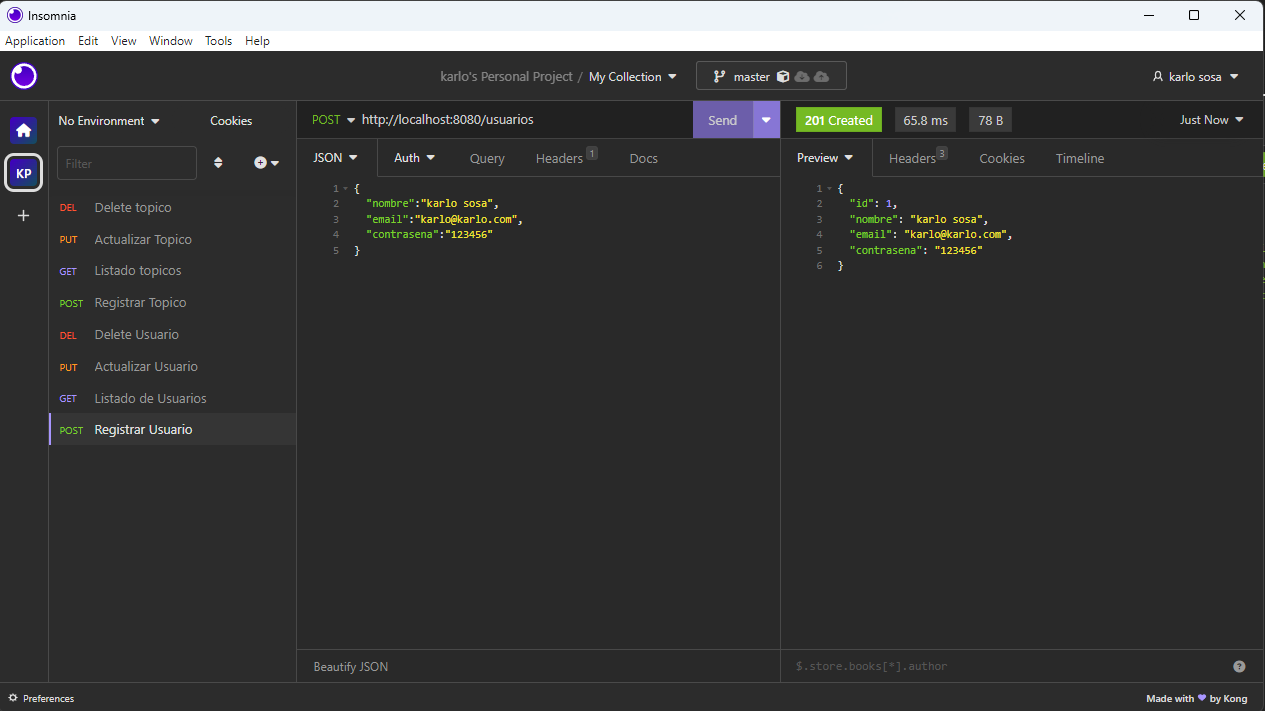 Insomnia
Application Edit View Window Tools Help
karlo's Personal Project / My Collection master karlo sosa
No Environment Cookies
Filter
KP
DEL Delete topico
PUT Actualizar Topico
GET Listado topicos
POST Registrar Topico
DEL Delete Usuario
PUT Actualizar Usuario
GET Listado de Usuarios
POST Registrar Usuario
POST http://localhost:8080/usuarios Send
JSON Auth Query Headers 1 Docs
1 {
2 "nombre":"karlo sosa",
3 "email":"karlo@karlo.com",
4 "contrasena":"123456"
5 }
Beautify JSON
201 Created 65.8 ms 78 B Just Now
Preview Headers 3 Cookies Timeline
1 {
2 "id": 1,
3 "nombre": "karlo sosa",
4 "email": "karlo@karlo.com",
5 "contrasena": "123456"
6 }
$.store.books[*].author
Preferences Made with by Kong